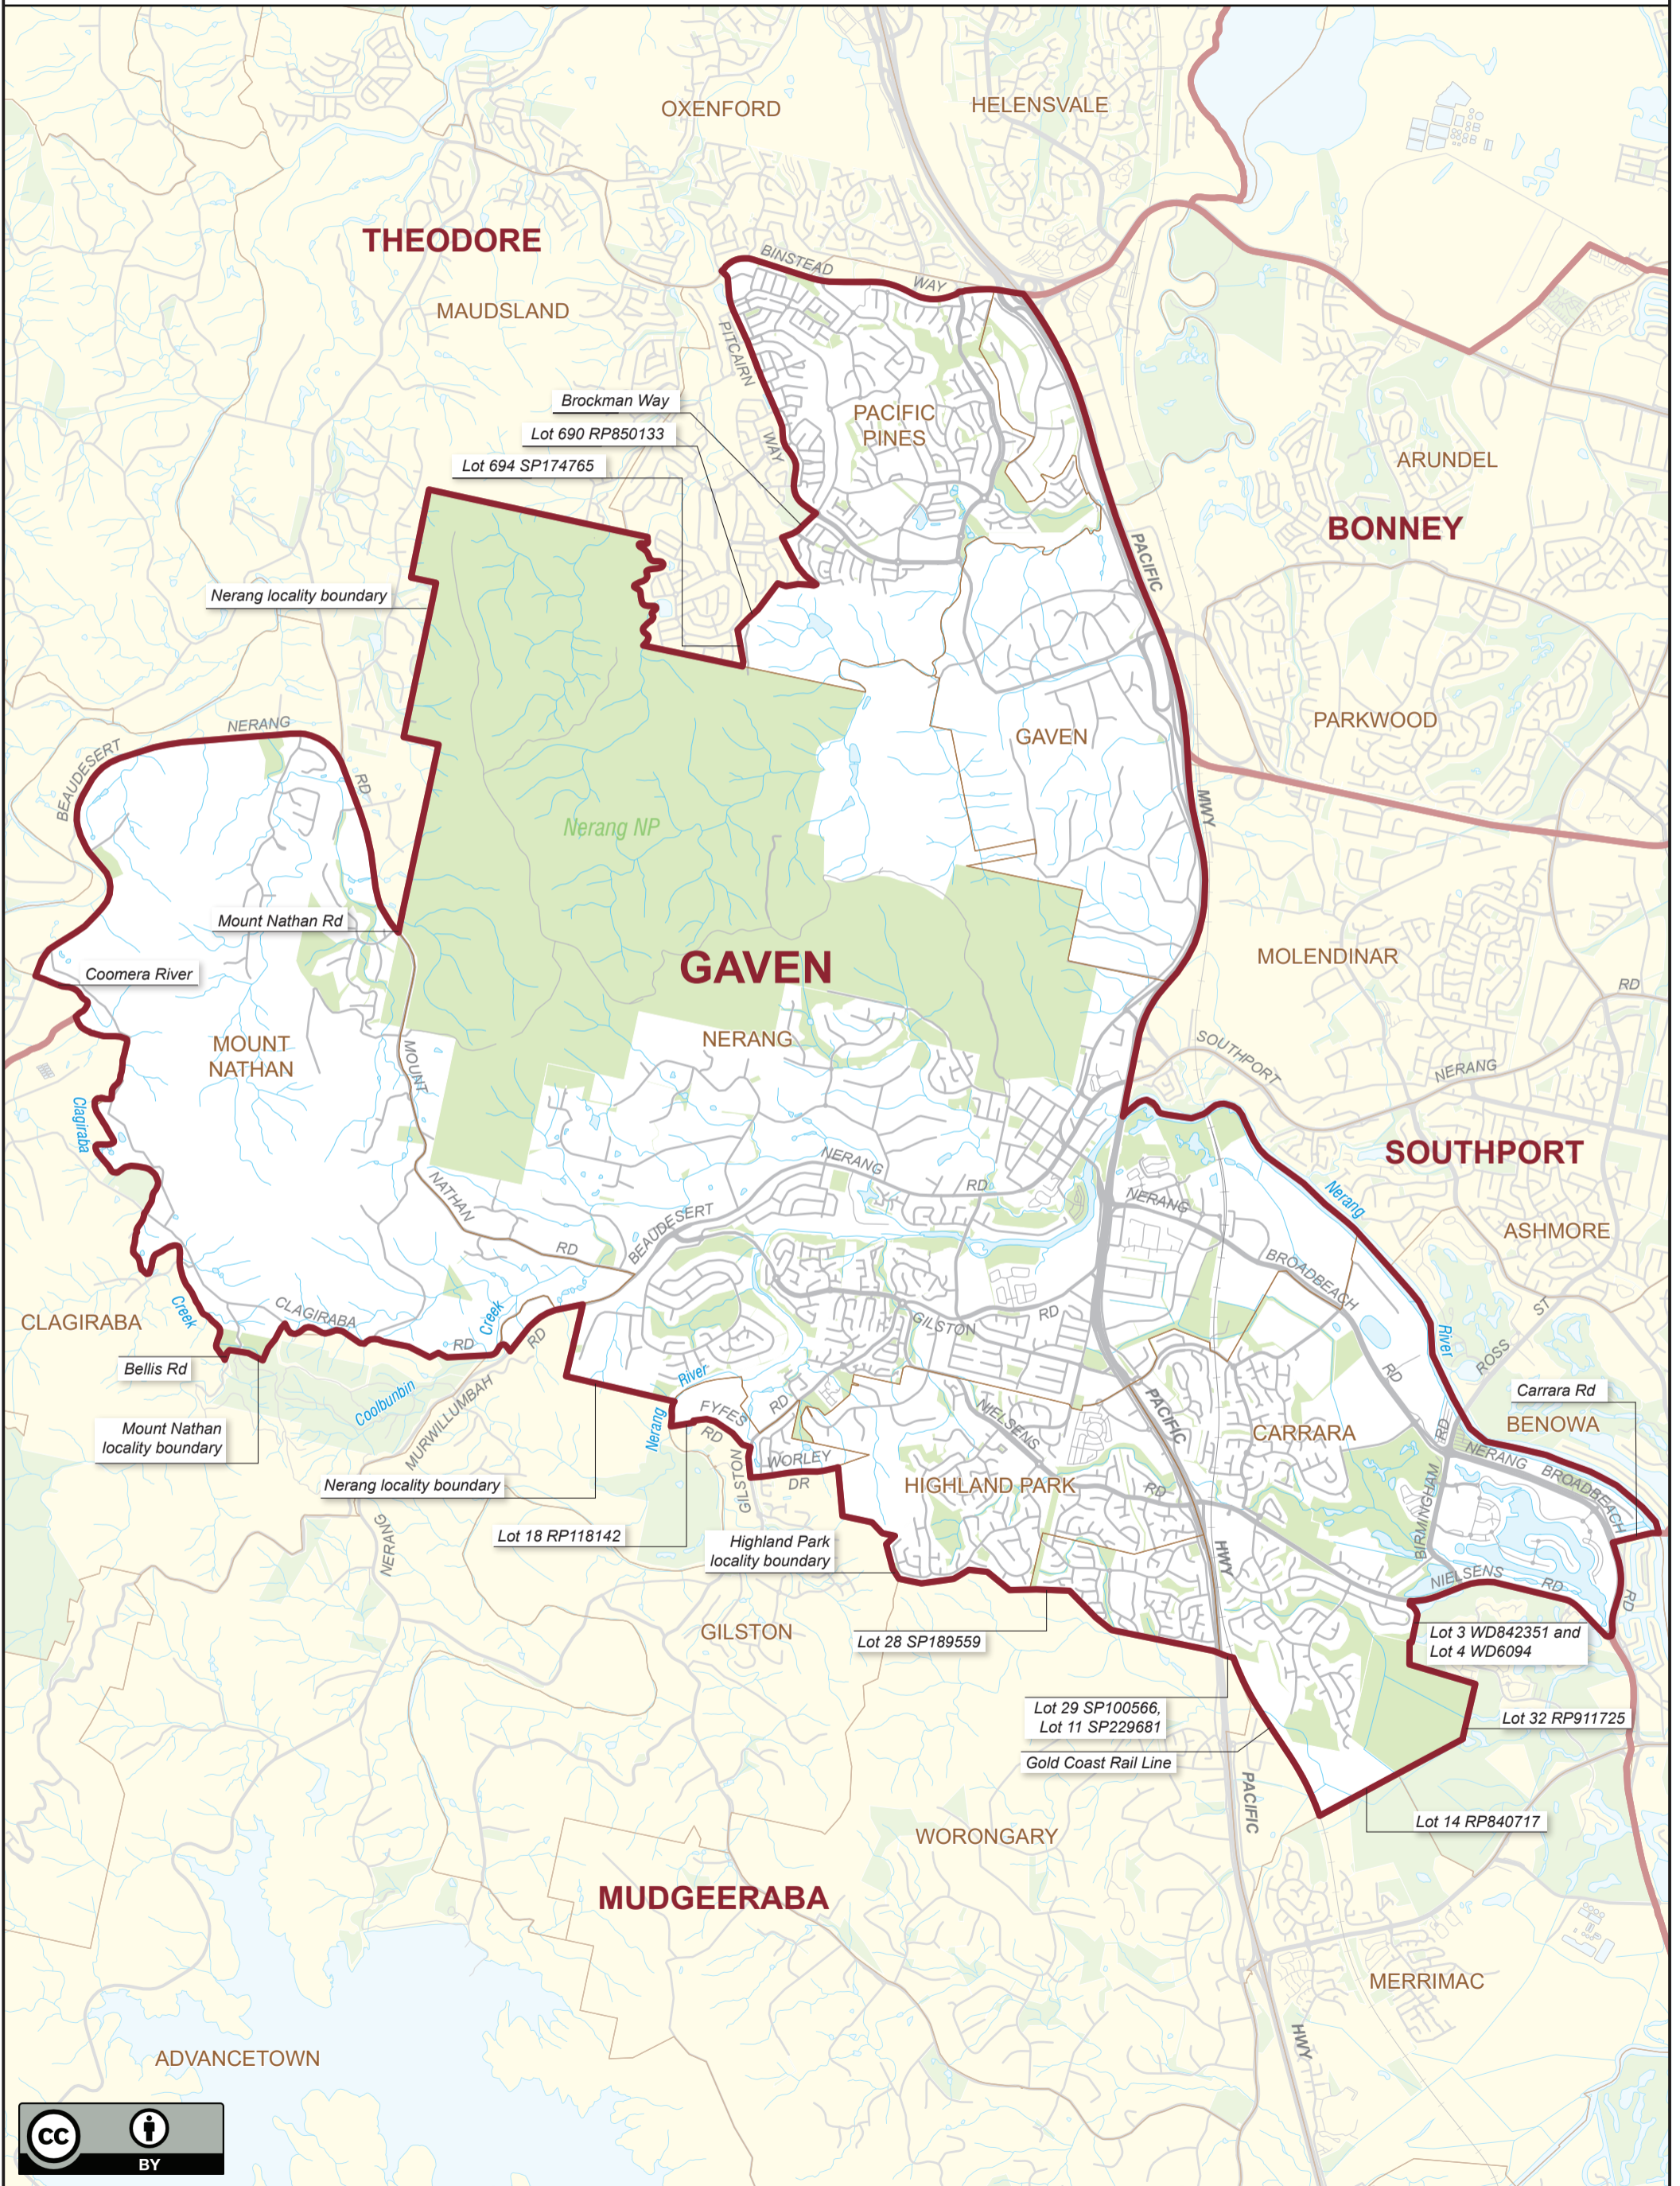 OXENFORD
HELENSVALE
THEODORE
BINSTEAD
WAY
MAUDSLAND
PITCAIRN
WAY
Brockman Way
PACIFIC
PINES
Lot 690 RP850133
Lot 694 SP174765
ARUNDEL
BONNEY
PACIFIC
Nerang locality boundary
NERANG
BEAUDESERT
RD
GAVEN
PARKWOOD
MWY
Nerang NP
Mount Nathan Rd
GAVEN
MOLENDINAR
Coomera River
RD
MOUNT
NATHAN
NERANG
MOUNT
SOUTHPORT
NERANG
Clagiraba
SOUTHPORT
NERANG
NATHAN
RD
NERANG
Nerang
BEAUDESERT
ASHMORE
RD
BROADBEACH
CLAGIRABA
Creek
CLAGIRABA
Creek
RD
RD
GILSTON
RD
ST
River
ROSS
Bellis Rd
River
RD
Carrara Rd
Coolbunbin
MURWILLUMBAH
FYFES
RD
RD
NIELSENS
PACIFIC
CARRARA
BENOWA
Mount Nathan
locality boundary
Nerang
RD
NERANG
BROADBEACH
GILSTON
WORLEY
DR
Nerang locality boundary
HIGHLAND PARK
RD
BIRMINGHAM
Lot 18 RP118142
NERANG
Highland Park
locality boundary
HWY
NIELSENS
RD
RD
GILSTON
Lot 28 SP189559
Lot 3 WD842351 and
Lot 4 WD6094
Lot 29 SP100566,
Lot 11 SP229681
Lot 32 RP911725
Gold Coast Rail Line
PACIFIC
Lot 14 RP840717
WORONGARY
MUDGEERABA
MERRIMAC
HWY
ADVANCETOWN
CC
BY